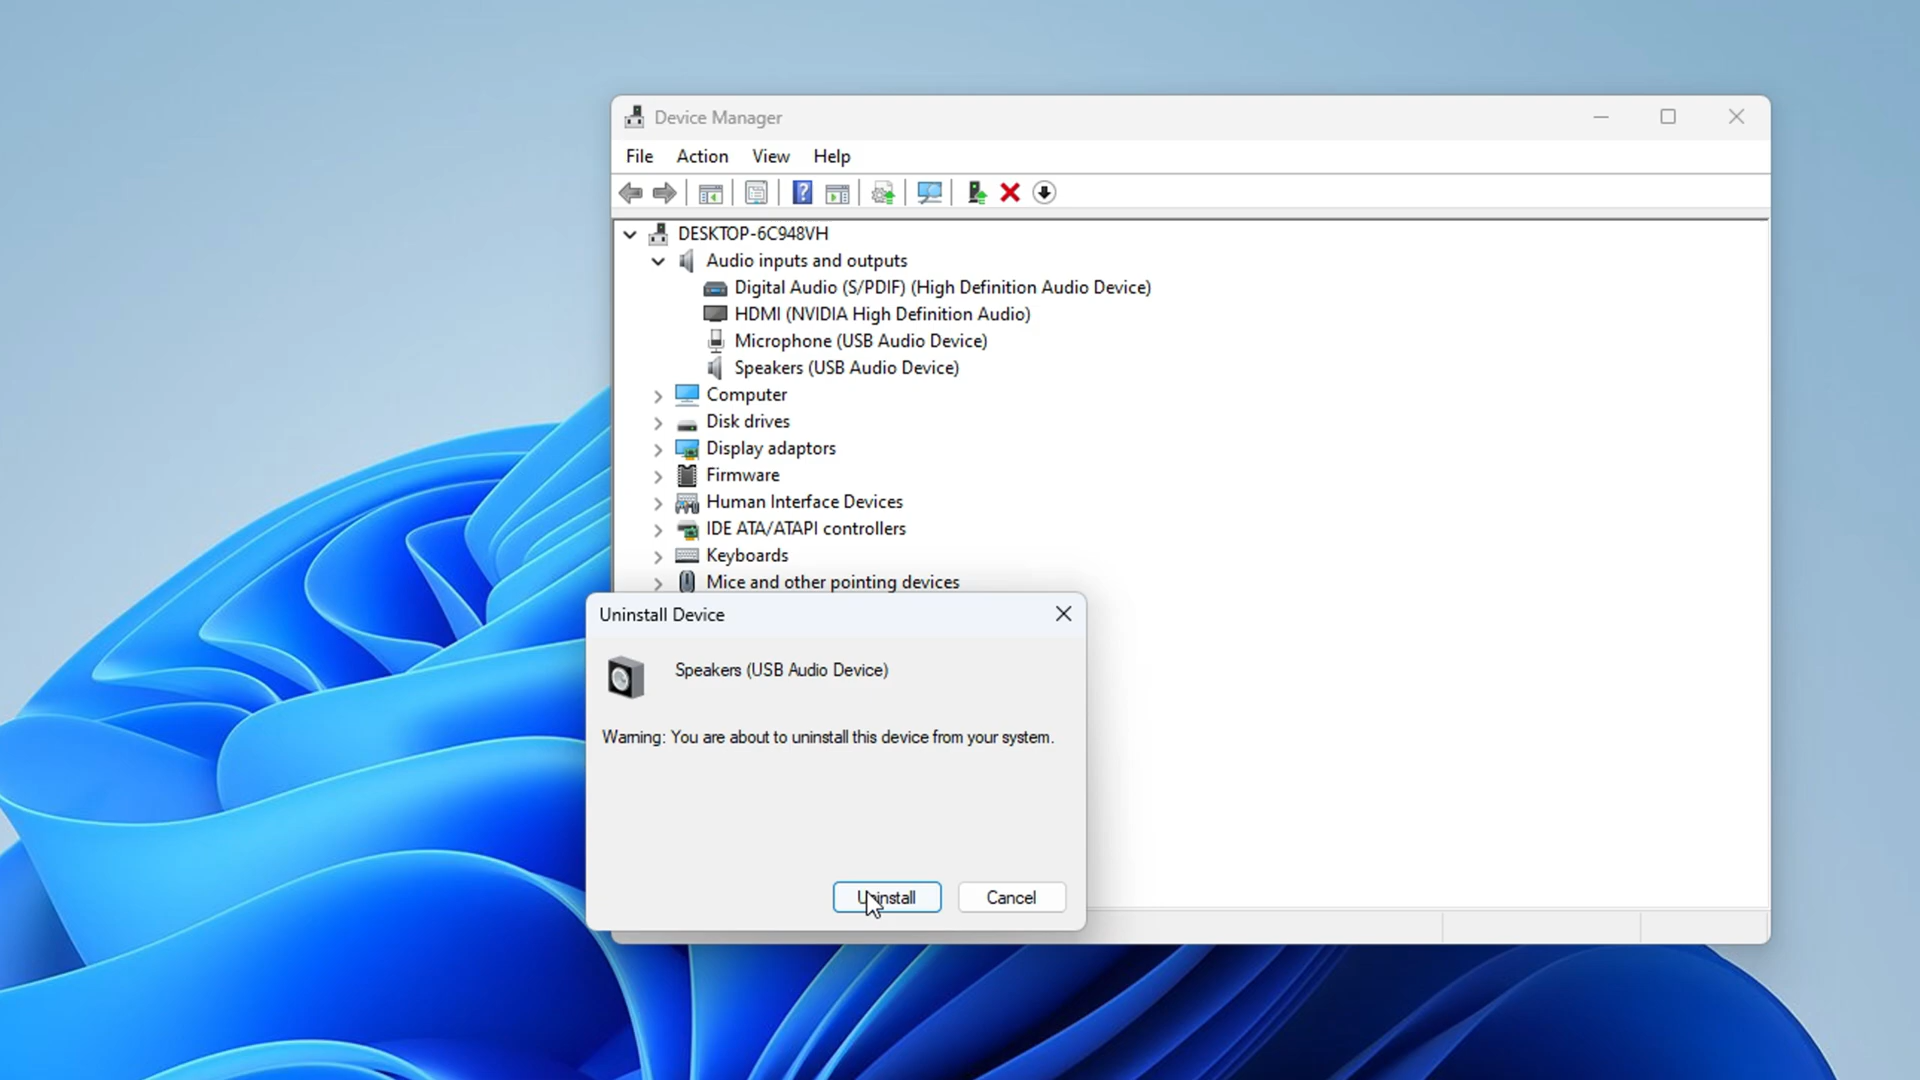 Device Manager
File Action View Help
DESKTOP-6C948VH
Audio inputs and outputs
Digital Audio (S/PDIF) (High Definition Audio Device)
HDMI (NVIDIA High Definition Audio)
Microphone (USB Audio Device)
Speakers (USB Audio Device)
Computer
Disk drives
Display adaptors
Firmware
Human Interface Devices
IDE ATA/ATAPI controllers
Keyboards
Mice and other pointing devices
Uninstall Device
Speakers (USB Audio Device)
Warning: You are about to uninstall this device from your system.
Uninstall Cancel